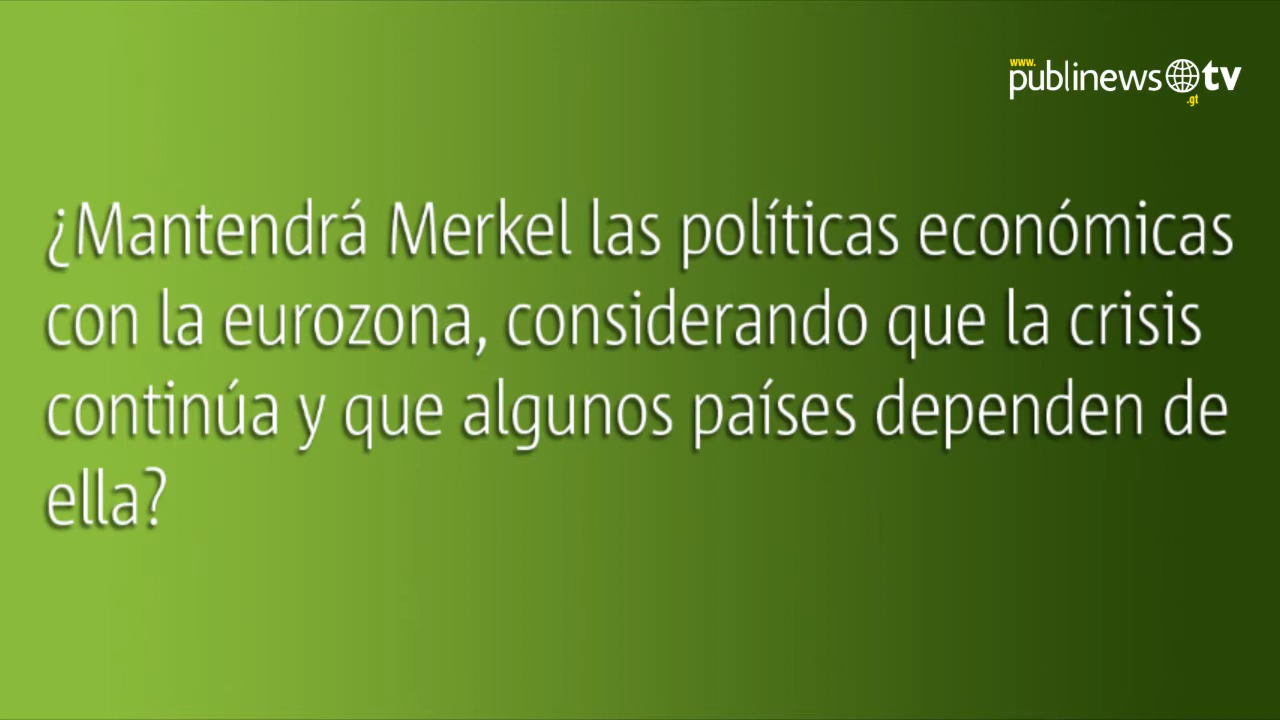 www.
publinews tv
.gt
¿Mantendrá Merkel las políticas económicas
con la eurozona, considerando que la crisis
continúa y que algunos países dependen de
ella?